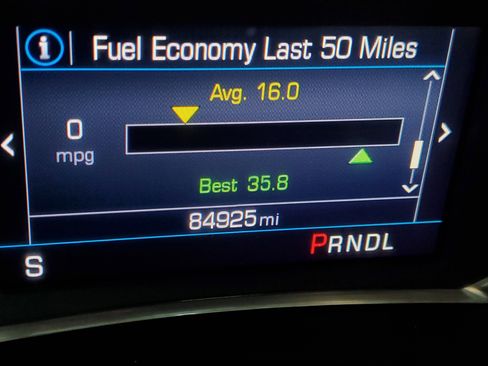 i Fuel Economy Last 50 Miles
Avg. 16.0
0
mpg
Best 35.8
84925 mi
PRNDL
S